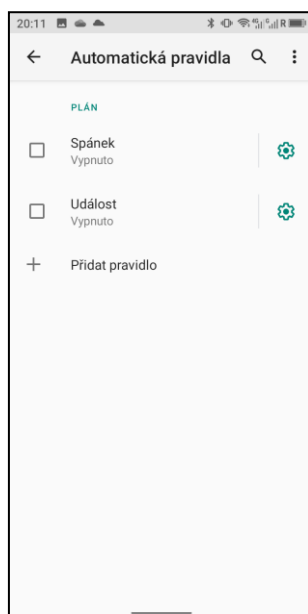 20:11
Automatická pravidla
PLÁN
Spánek
Vypnuto
Událost
Vypnuto
Přidat pravidlo